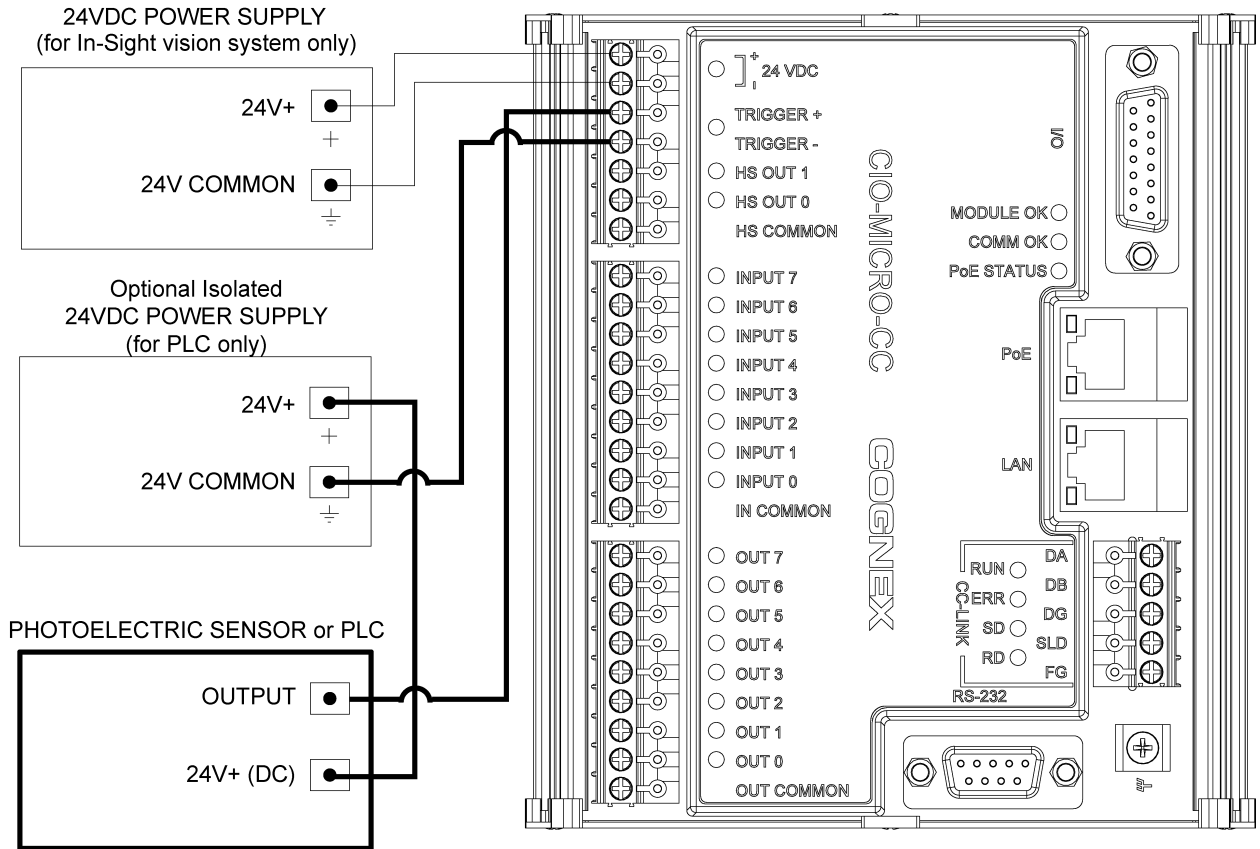 24VDC POWER SUPPLY
(for In-Sight vision system only)
24V+
+
24V COMMON
Optional Isolated
24VDC POWER SUPPLY
(for PLC only)
24V+
+
24V COMMON
PHOTOELECTRIC SENSOR or PLC
OUTPUT
24V+ (DC)
+
24 VDC
-
TRIGGER +
TRIGGER -
HS OUT 1
HS OUT 0
HS COMMON
INPUT 7
INPUT 6
INPUT 5
INPUT 4
INPUT 3
INPUT 2
INPUT 1
INPUT 0
IN COMMON
OUT 7
OUT 6
OUT 5
OUT 4
OUT 3
OUT 2
OUT 1
OUT 0
OUT COMMON
CIO-MICRO-CC
COGNEX
I/O
MODULE OK
COMM OK
PoE STATUS
PoE
LAN
CC-LINK
RUN
ERR
SD
RD
DA
DB
DG
SLD
FG
RS-232